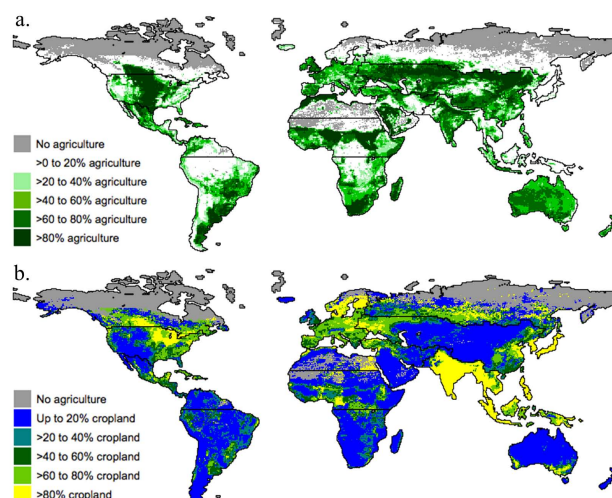 a.
No agriculture
>0 to 20% agriculture
>20 to 40% agriculture
>40 to 60% agriculture
>60 to 80% agriculture
>80% agriculture
b.
No agriculture
Up to 20% cropland
>20 to 40% cropland
>40 to 60% cropland
>60 to 80% cropland
>80% cropland